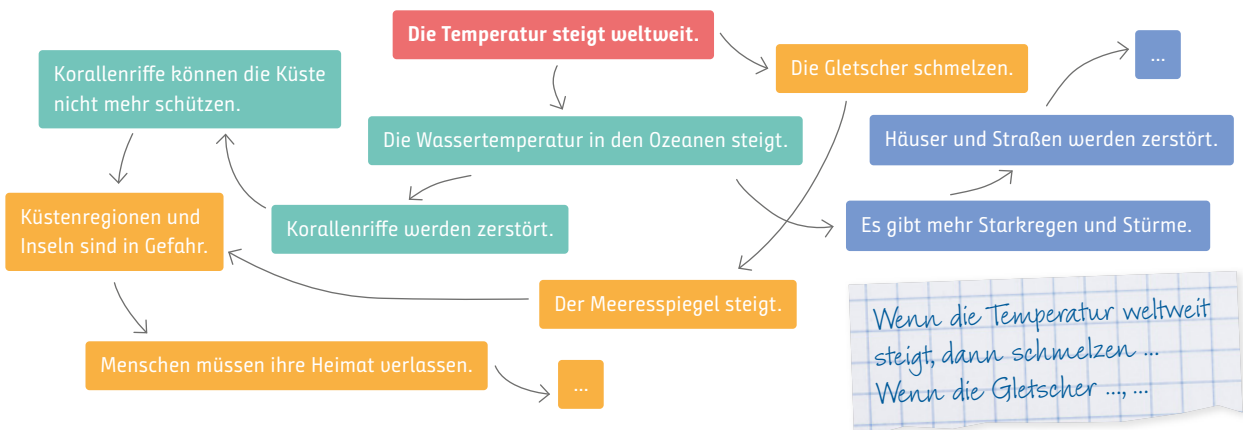 Die Temperatur steigt weltweit.
Die Gletscher schmelzen.
...
Korallenriffe können die Küste
nicht mehr schützen.
Die Wassertemperatur in den Ozeanen steigt.
Häuser und Straßen werden zerstört.
Küstenregionen und
Inseln sind in Gefahr.
Korallenriffe werden zerstört.
Es gibt mehr Starkregen und Stürme.
Der Meeresspiegel steigt.
Menschen müssen ihre Heimat verlassen.
...
Wenn die Temperatur weltweit
steigt, dann schmelzen ...
Wenn die Gletscher ..., ...